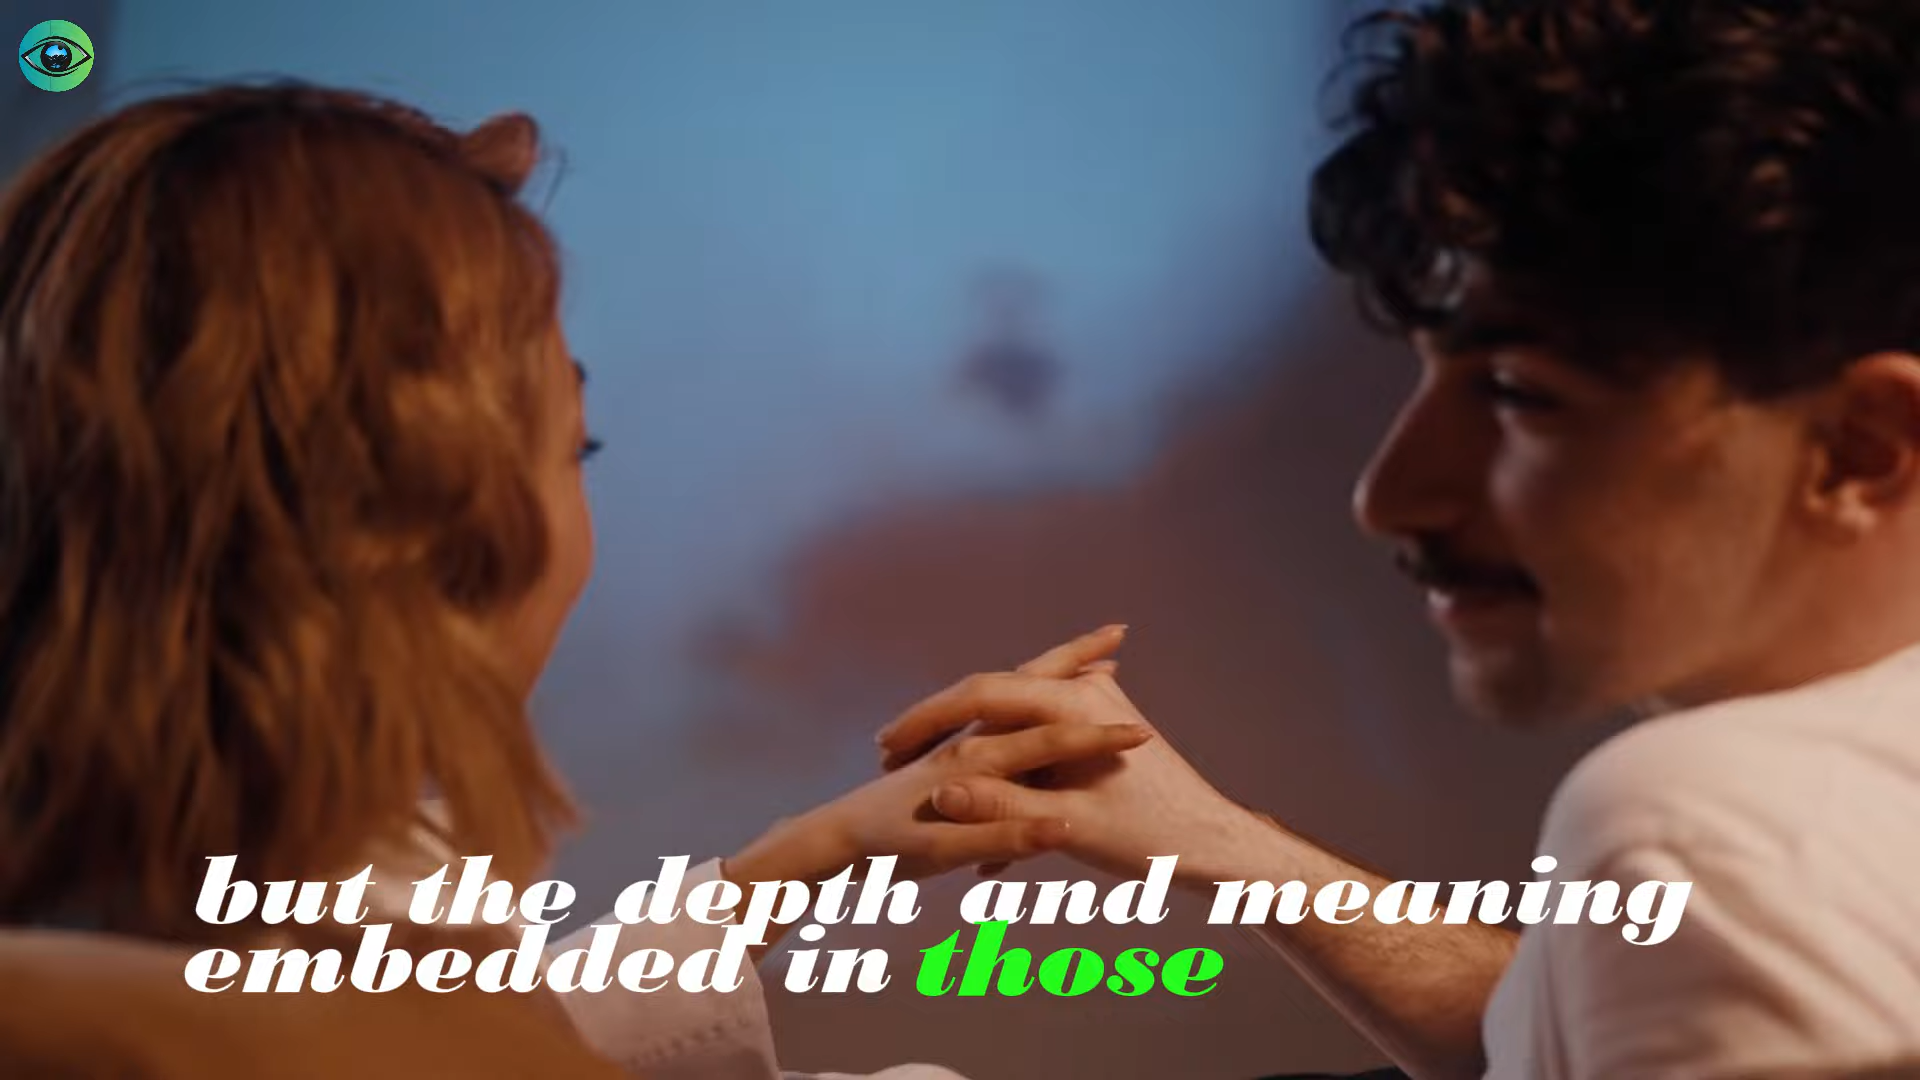 but the depth and meaning
embedded in those